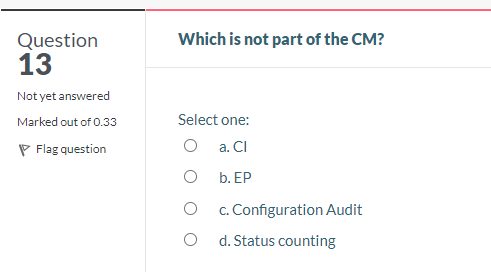 Question
13
Not yet answered
Marked out of 0.33
Flag question
Which is not part of the CM?
Select one:
a. CI
b. EP
c. Configuration Audit
d. Status counting